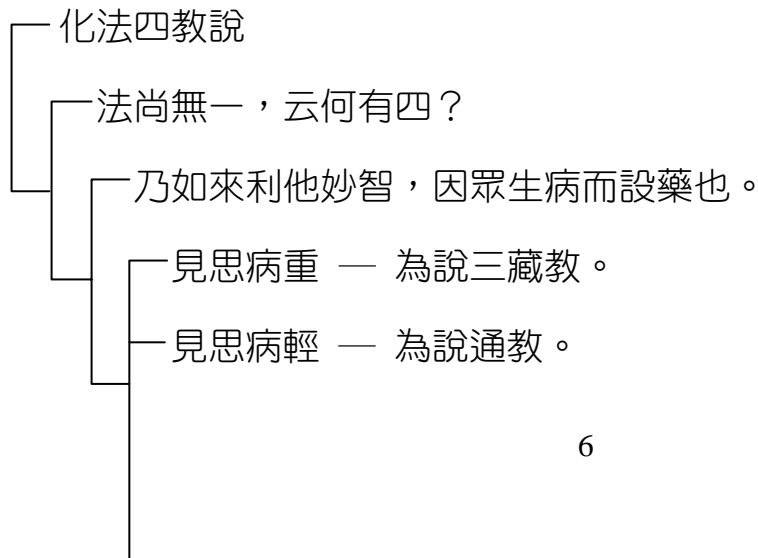 化法四教說
法尚無一，云何有四？
乃如來利他妙智，因眾生病而設藥也。
見思病重 — 為說三藏教。
見思病輕 — 為說通教。
6